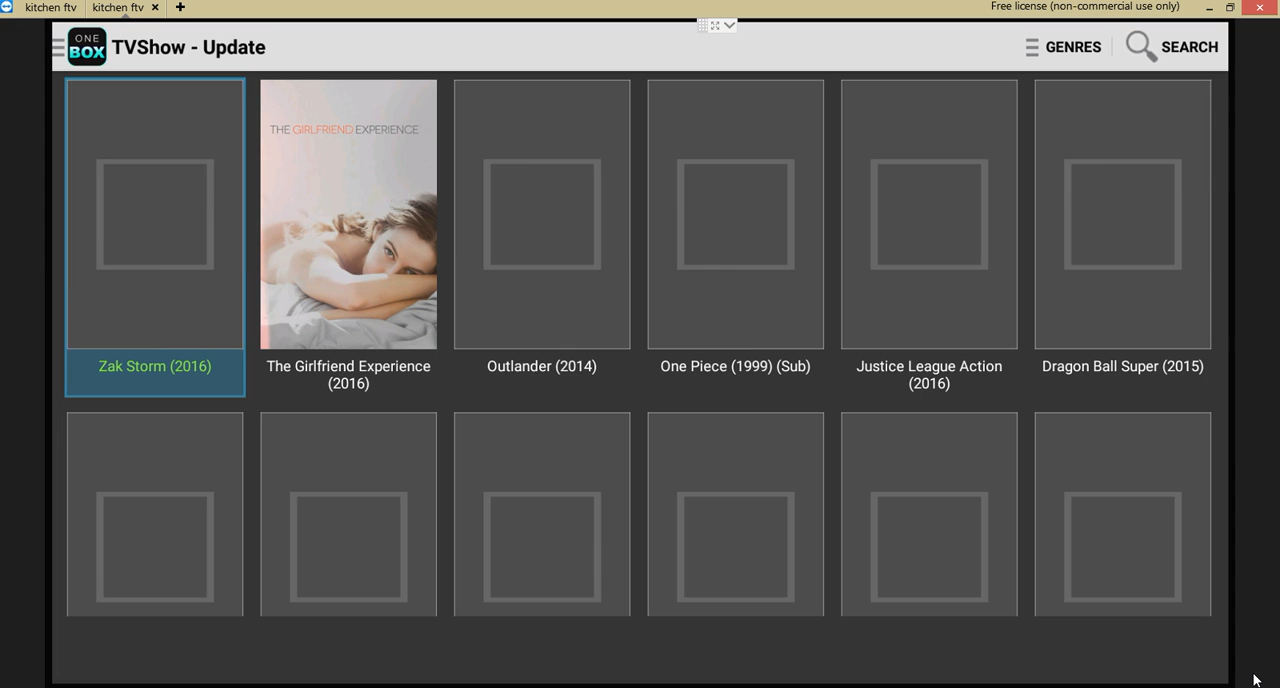 kitchen ftv
kitchen ftv
Free license (non-commercial use only)
ONE
BOX
TVShow - Update
GENRES
SEARCH
THE GIRLFRIEND EXPERIENCE
Zak Storm (2016)
The Girlfriend Experience
(2016)
Outlander (2014)
One Piece (1999) (Sub)
Justice League Action
(2016)
Dragon Ball Super (2015)